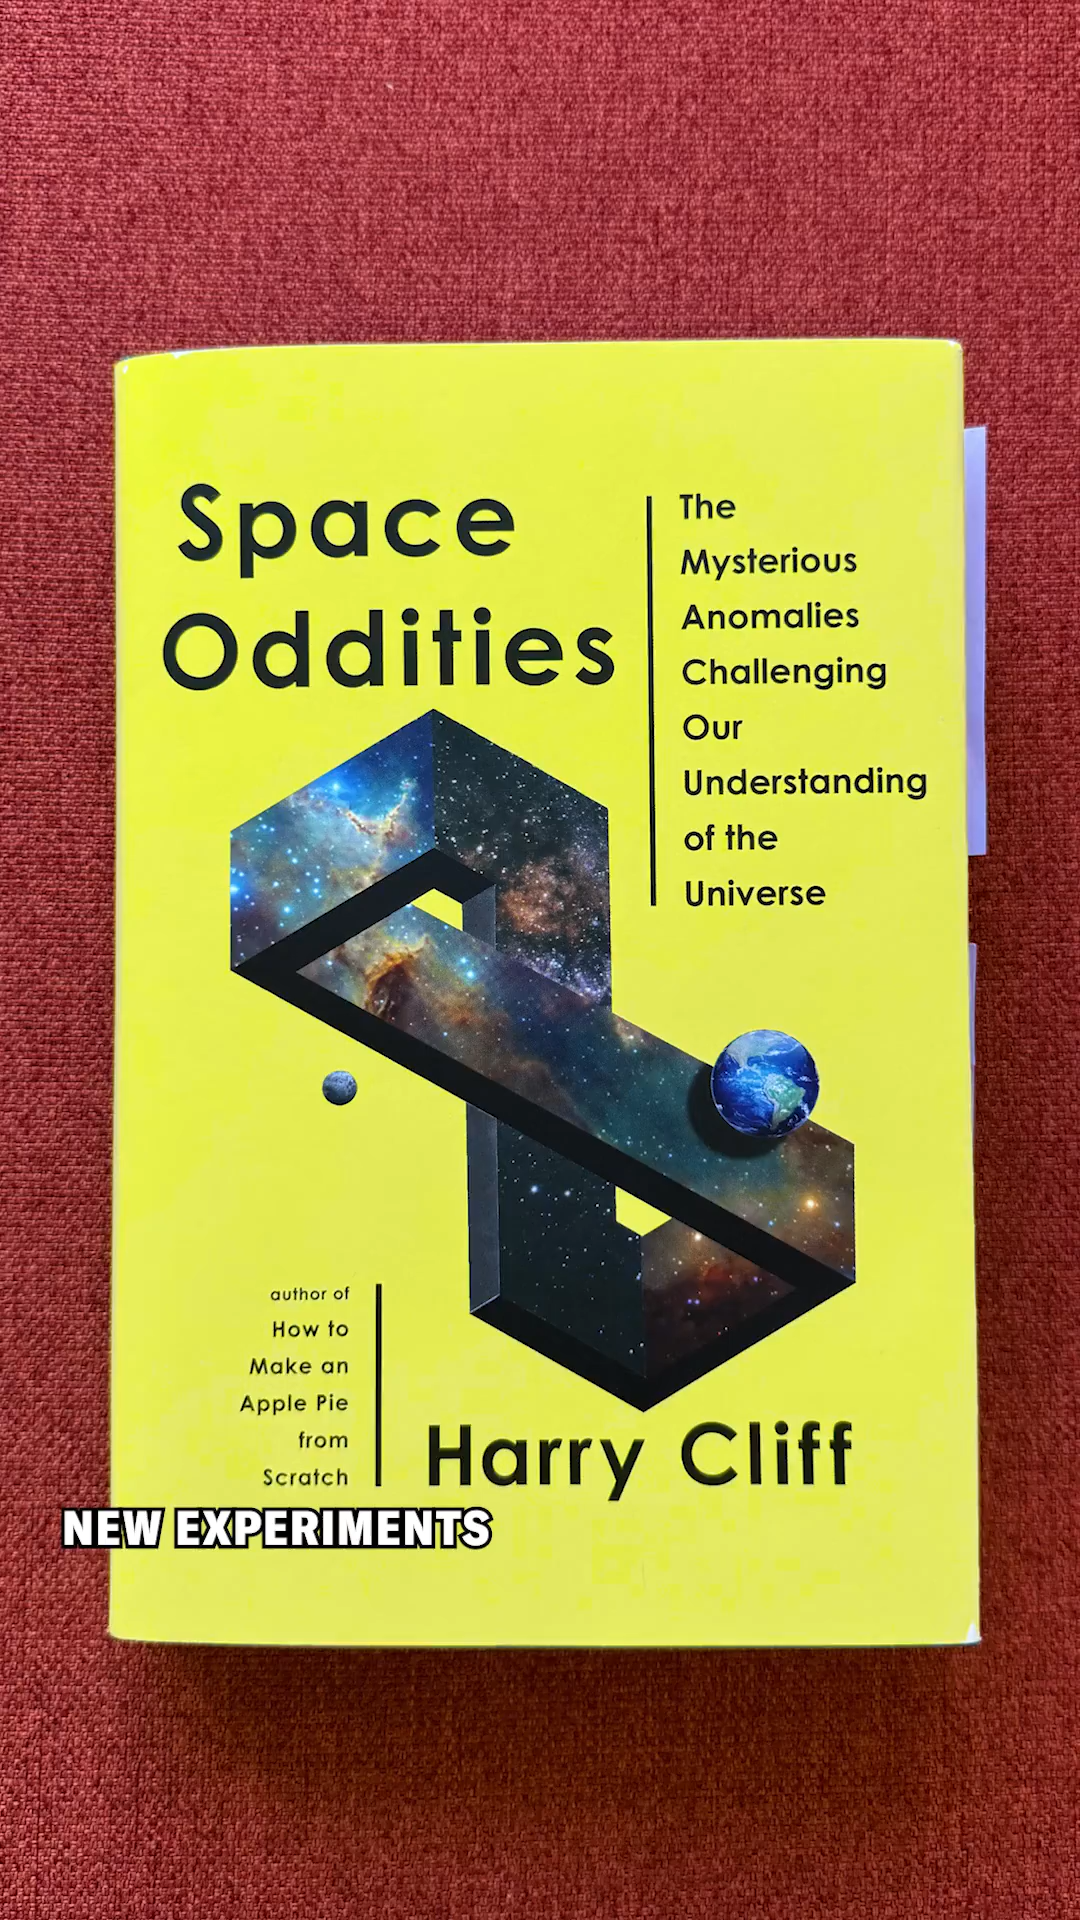 Space
Oddities
The
Mysterious
Anomalies
Challenging
Our
Understanding
of the
Universe
author of
How to
Make an
Apple Pie
from
Scratch
Harry Cliff
NEW EXPERIMENTS